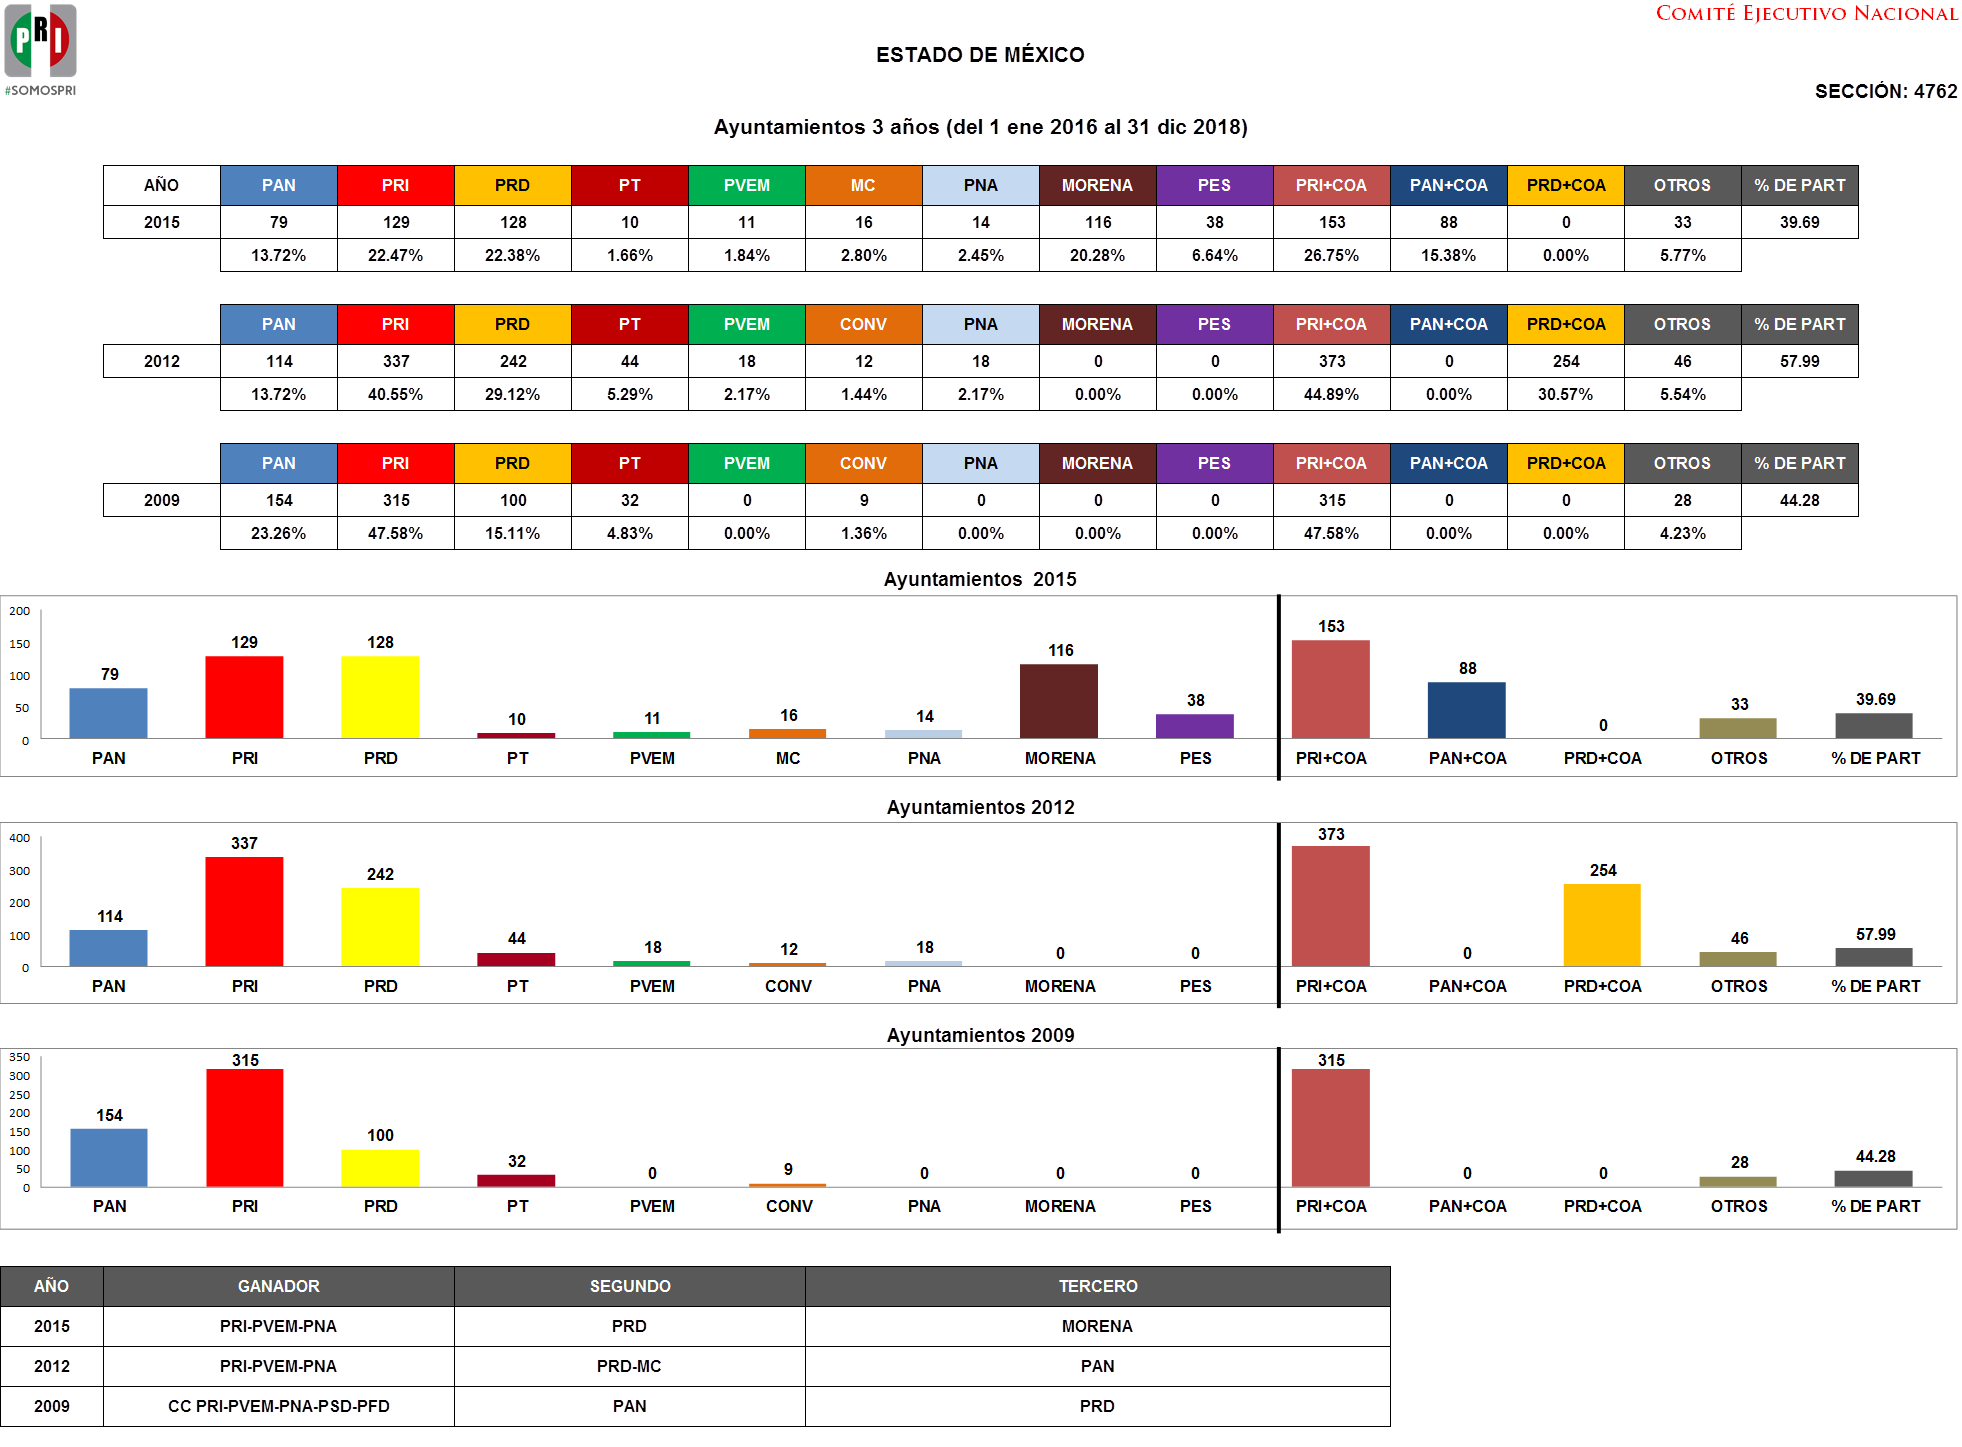 PRI
#SOMOSPRI
COMITÉ EJECUTIVO NACIONAL
ESTADO DE MÉXICO
SECCIÓN: 4762
Ayuntamientos 3 años (del 1 ene 2016 al 31 dic 2018)
AÑO PAN PRI PRD PT PVEM MC PNA MORENA PES PRI+COA PAN+COA PRD+COA OTROS % DE PART
2015 79 129 128 10 11 16 14 116 38 153 88 0 33 39.69
13.72% 22.47% 22.38% 1.66% 1.84% 2.80% 2.45% 20.28% 6.64% 26.75% 15.38% 0.00% 5.77%
PAN PRI PRD PT PVEM CONV PNA MORENA PES PRI+COA PAN+COA PRD+COA OTROS % DE PART
2012 114 337 242 44 18 12 18 0 0 373 0 254 46 57.99
13.72% 40.55% 29.12% 5.29% 2.17% 1.44% 2.17% 0.00% 0.00% 44.89% 0.00% 30.57% 5.54%
PAN PRI PRD PT PVEM CONV PNA MORENA PES PRI+COA PAN+COA PRD+COA OTROS % DE PART
2009 154 315 100 32 0 9 0 0 0 315 0 0 28 44.28
23.26% 47.58% 15.11% 4.83% 0.00% 1.36% 0.00% 0.00% 0.00% 47.58% 0.00% 0.00% 4.23%
Ayuntamientos 2015
200
150
100
50
0
79 129 128 10 11 16 14 116 38 153 88 0 33 39.69
PAN PRI PRD PT PVEM MC PNA MORENA PES PRI+COA PAN+COA PRD+COA OTROS % DE PART
Ayuntamientos 2012
400
300
200
100
0
114 337 242 44 18 12 18 0 0 373 0 254 46 57.99
PAN PRI PRD PT PVEM CONV PNA MORENA PES PRI+COA PAN+COA PRD+COA OTROS % DE PART
Ayuntamientos 2009
350
300
250
200
150
100
50
0
154 315 100 32 0 9 0 0 0 315 0 0 28 44.28
PAN PRI PRD PT PVEM CONV PNA MORENA PES PRI+COA PAN+COA PRD+COA OTROS % DE PART
AÑO GANADOR SEGUNDO TERCERO
2015 PRI-PVEM-PNA PRD MORENA
2012 PRI-PVEM-PNA PRD-MC PAN
2009 CC PRI-PVEM-PNA-PSD-PFD PAN PRD